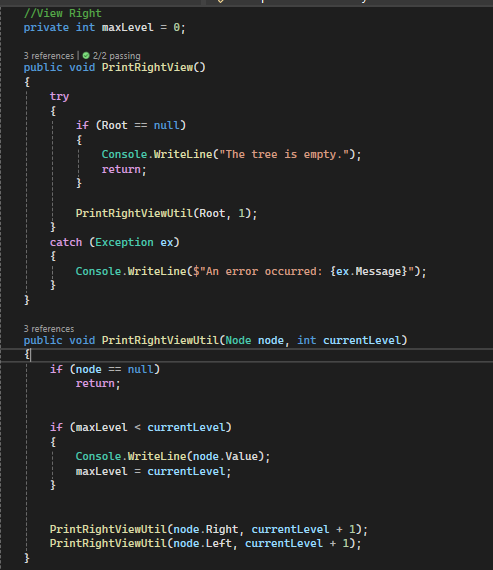 //View Right
private int maxLevel = 0;
3 references | 2/2 passing
public void PrintRightView()
{
try
{
if (Root == null)
{
Console.WriteLine("The tree is empty.");
return;
}
PrintRightViewUtil(Root, 1);
}
catch (Exception ex)
{
Console.WriteLine($"An error occurred: {ex.Message}");
}
}
3 references
public void PrintRightViewUtil(Node node, int currentLevel)
{
if (node == null)
return;
if (maxLevel < currentLevel)
{
Console.WriteLine(node.Value);
maxLevel = currentLevel;
}
PrintRightViewUtil(node.Right, currentLevel + 1);
PrintRightViewUtil(node.Left, currentLevel + 1);
}